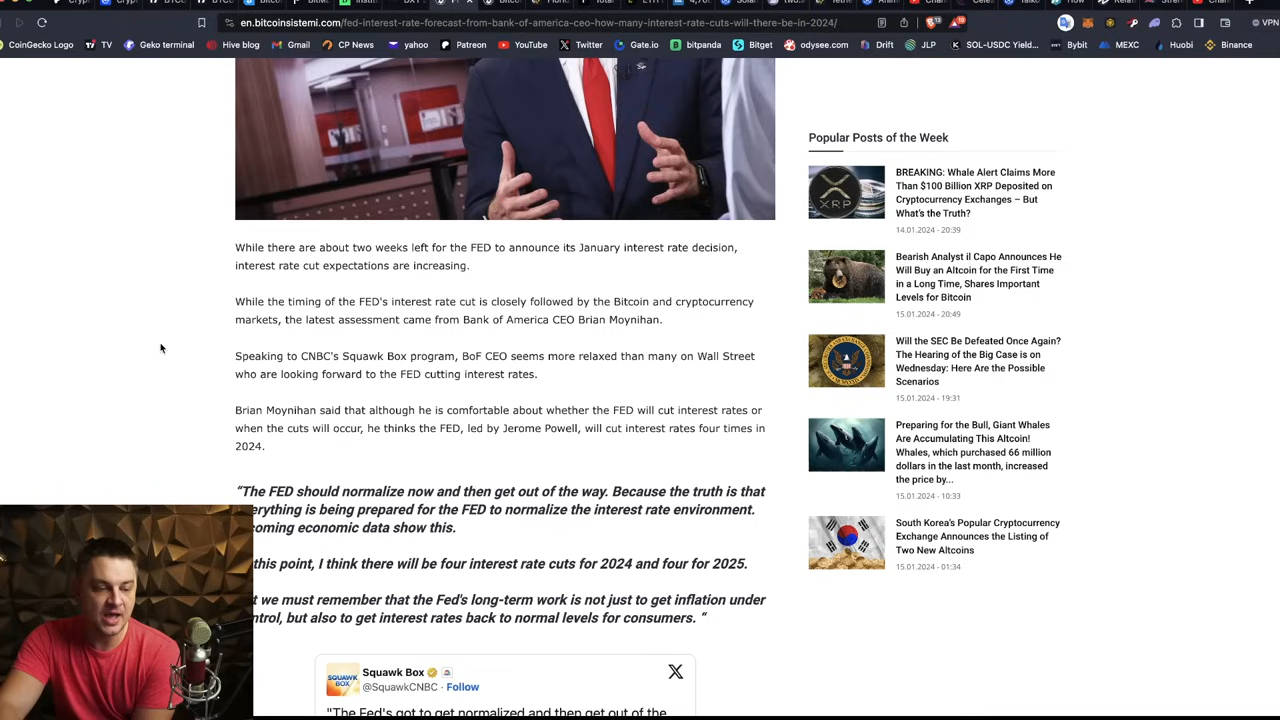 en.bitcoinsistemi.com/fed-interest-rate-forecast-from-bank-of-america-ceo-how-many-interest-rate-cuts-will-there-be-in-2024/
VPN
CoinGecko Logo TV Geko terminal Hive blog Gmail CP News yahoo Patreon YouTube Twitter Gate.io bitpanda Bitget odysee.com Drift JLP SOL-USDC Yield... Bybit MEXC Huobi Binance
While there are about two weeks left for the FED to announce its January interest rate decision,
interest rate cut expectations are increasing.
While the timing of the FED's interest rate cut is closely followed by the Bitcoin and cryptocurrency
markets, the latest assessment came from Bank of America CEO Brian Moynihan.
Speaking to CNBC's Squawk Box program, BoF CEO seems more relaxed than many on Wall Street
who are looking forward to the FED cutting interest rates.
Brian Moynihan said that although he is comfortable about whether the FED will cut interest rates or
when the cuts will occur, he thinks the FED, led by Jerome Powell, will cut interest rates four times in
2024.
“The FED should normalize now and then get out of the way. Because the truth is that
erything is being prepared for the FED to normalize the interest rate environment.
coming economic data show this.
this point, I think there will be four interest rate cuts for 2024 and four for 2025.
t we must remember that the Fed's long-term work is not just to get inflation under
ntrol, but also to get interest rates back to normal levels for consumers. “
Squawk Box
@SquawkCNBC · Follow
"The Fed's got to get normalized and then get out of the
Popular Posts of the Week
XRP
BREAKING: Whale Alert Claims More
Than $100 Billion XRP Deposited on
Cryptocurrency Exchanges – But
What's the Truth?
14.01.2024 - 20:39
Bearish Analyst il Capo Announces He
Will Buy an Altcoin for the First Time
in a Long Time, Shares Important
Levels for Bitcoin
15.01.2024 - 20:49
Will the SEC Be Defeated Once Again?
The Hearing of the Big Case is on
Wednesday: Here Are the Possible
Scenarios
15.01.2024 - 19:31
Preparing for the Bull, Giant Whales
Are Accumulating This Altcoin!
Whales, which purchased 66 million
dollars in the last month, increased
the price by...
15.01.2024 - 10:33
South Korea's Popular Cryptocurrency
Exchange Announces the Listing of
Two New Altcoins
15.01.2024 - 01:34